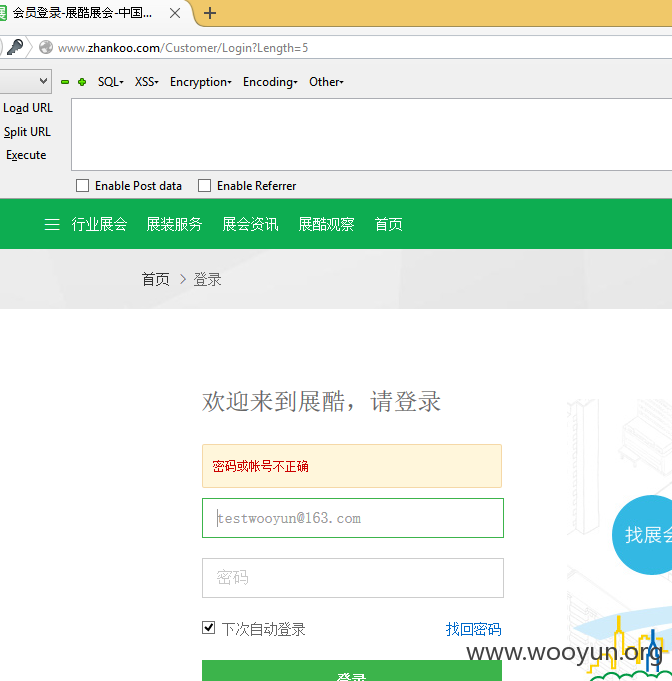 会员登录-展酷展会-中国...
www.zhankoo.com/Customer/Login?Length=5
SQL XSS Encryption Encoding Other
Load URL
Split URL
Execute
Enable Post data Enable Referrer
行业展会 展装服务 展会资讯 展酷观察 首页
首页 > 登录
欢迎来到展酷，请登录
密码或帐号不正确
testwooyun@163.com
密码
找展会
下次自动登录 找回密码
www.wooyun.org
登录